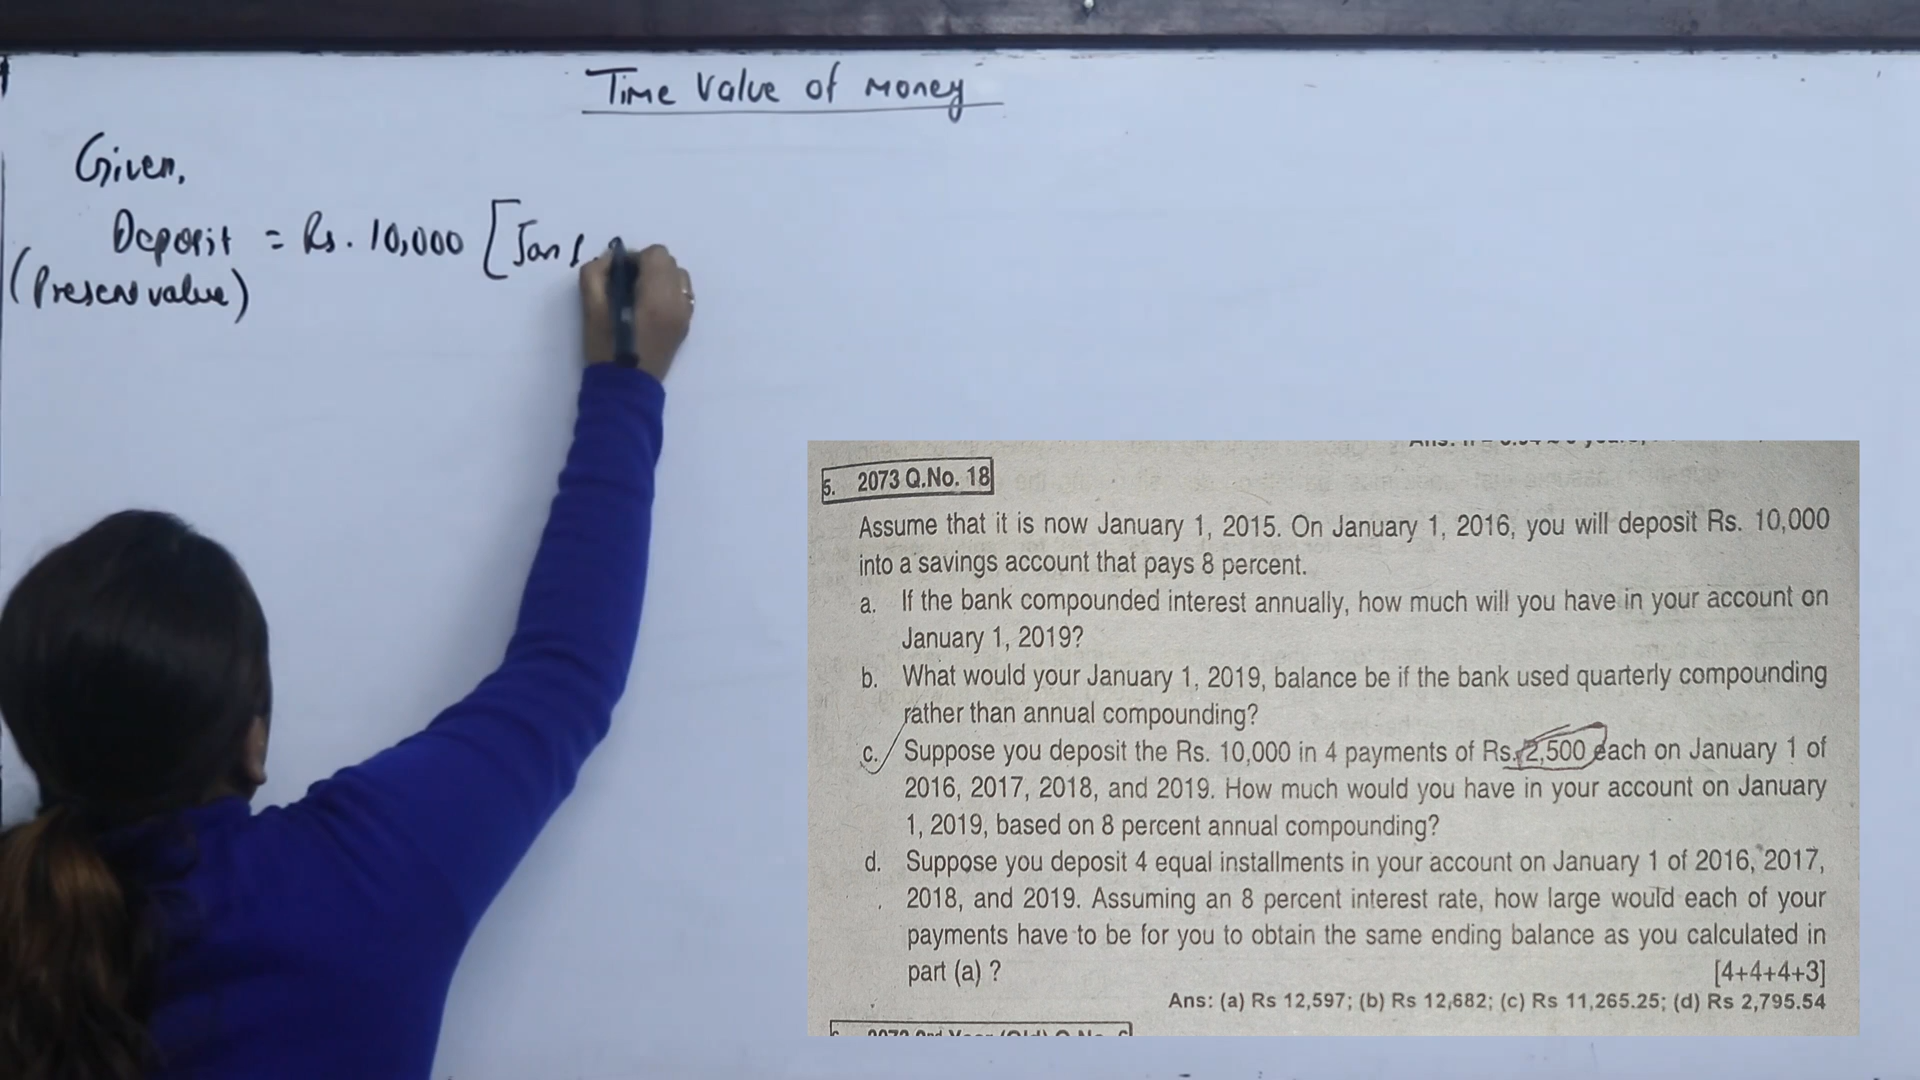 Time Value of Money
Given,
Deposit = Rs. 10,000 [Jan 1,
(Present value)
5. 2073 Q.No. 18
Assume that it is now January 1, 2015. On January 1, 2016, you will deposit Rs. 10,000
into a savings account that pays 8 percent.
a. If the bank compounded interest annually, how much will you have in your account on
January 1, 2019?
b. What would your January 1, 2019, balance be if the bank used quarterly compounding
rather than annual compounding?
c. Suppose you deposit the Rs. 10,000 in 4 payments of Rs. 2,500 each on January 1 of
2016, 2017, 2018, and 2019. How much would you have in your account on January
1, 2019, based on 8 percent annual compounding?
d. Suppose you deposit 4 equal installments in your account on January 1 of 2016, 2017,
2018, and 2019. Assuming an 8 percent interest rate, how large would each of your
payments have to be for you to obtain the same ending balance as you calculated in
part (a) ? [4+4+4+3]
Ans: (a) Rs 12,597; (b) Rs 12,682; (c) Rs 11,265.25; (d) Rs 2,795.54